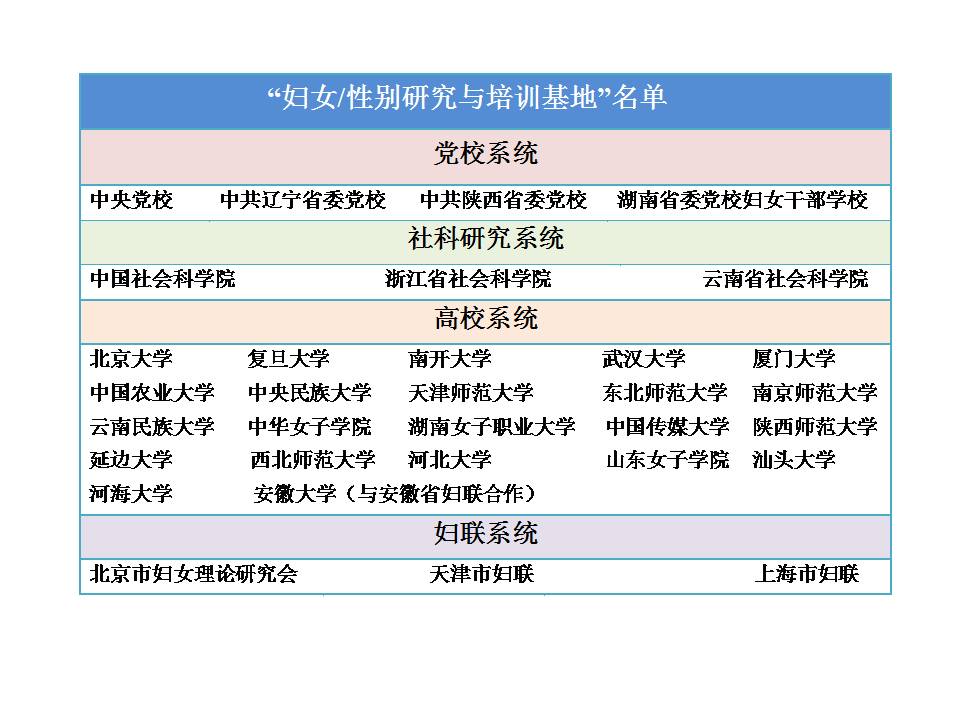 “妇女/性别研究与培训基地”名单
党校系统
中央党校 中共辽宁省委党校 中共陕西省委党校 湖南省委党校妇女干部学校
社科研究系统
中国社会科学院 浙江省社会科学院 云南省社会科学院
高校系统
北京大学 复旦大学 南开大学 武汉大学 厦门大学
中国农业大学 中央民族大学 天津师范大学 东北师范大学 南京师范大学
云南民族大学 中华女子学院 湖南女子职业大学 中国传媒大学 陕西师范大学
延边大学 西北师范大学 河北大学 山东女子学院 汕头大学
河海大学 安徽大学（与安徽省妇联合作）
妇联系统
北京市妇女理论研究会 天津市妇联 上海市妇联